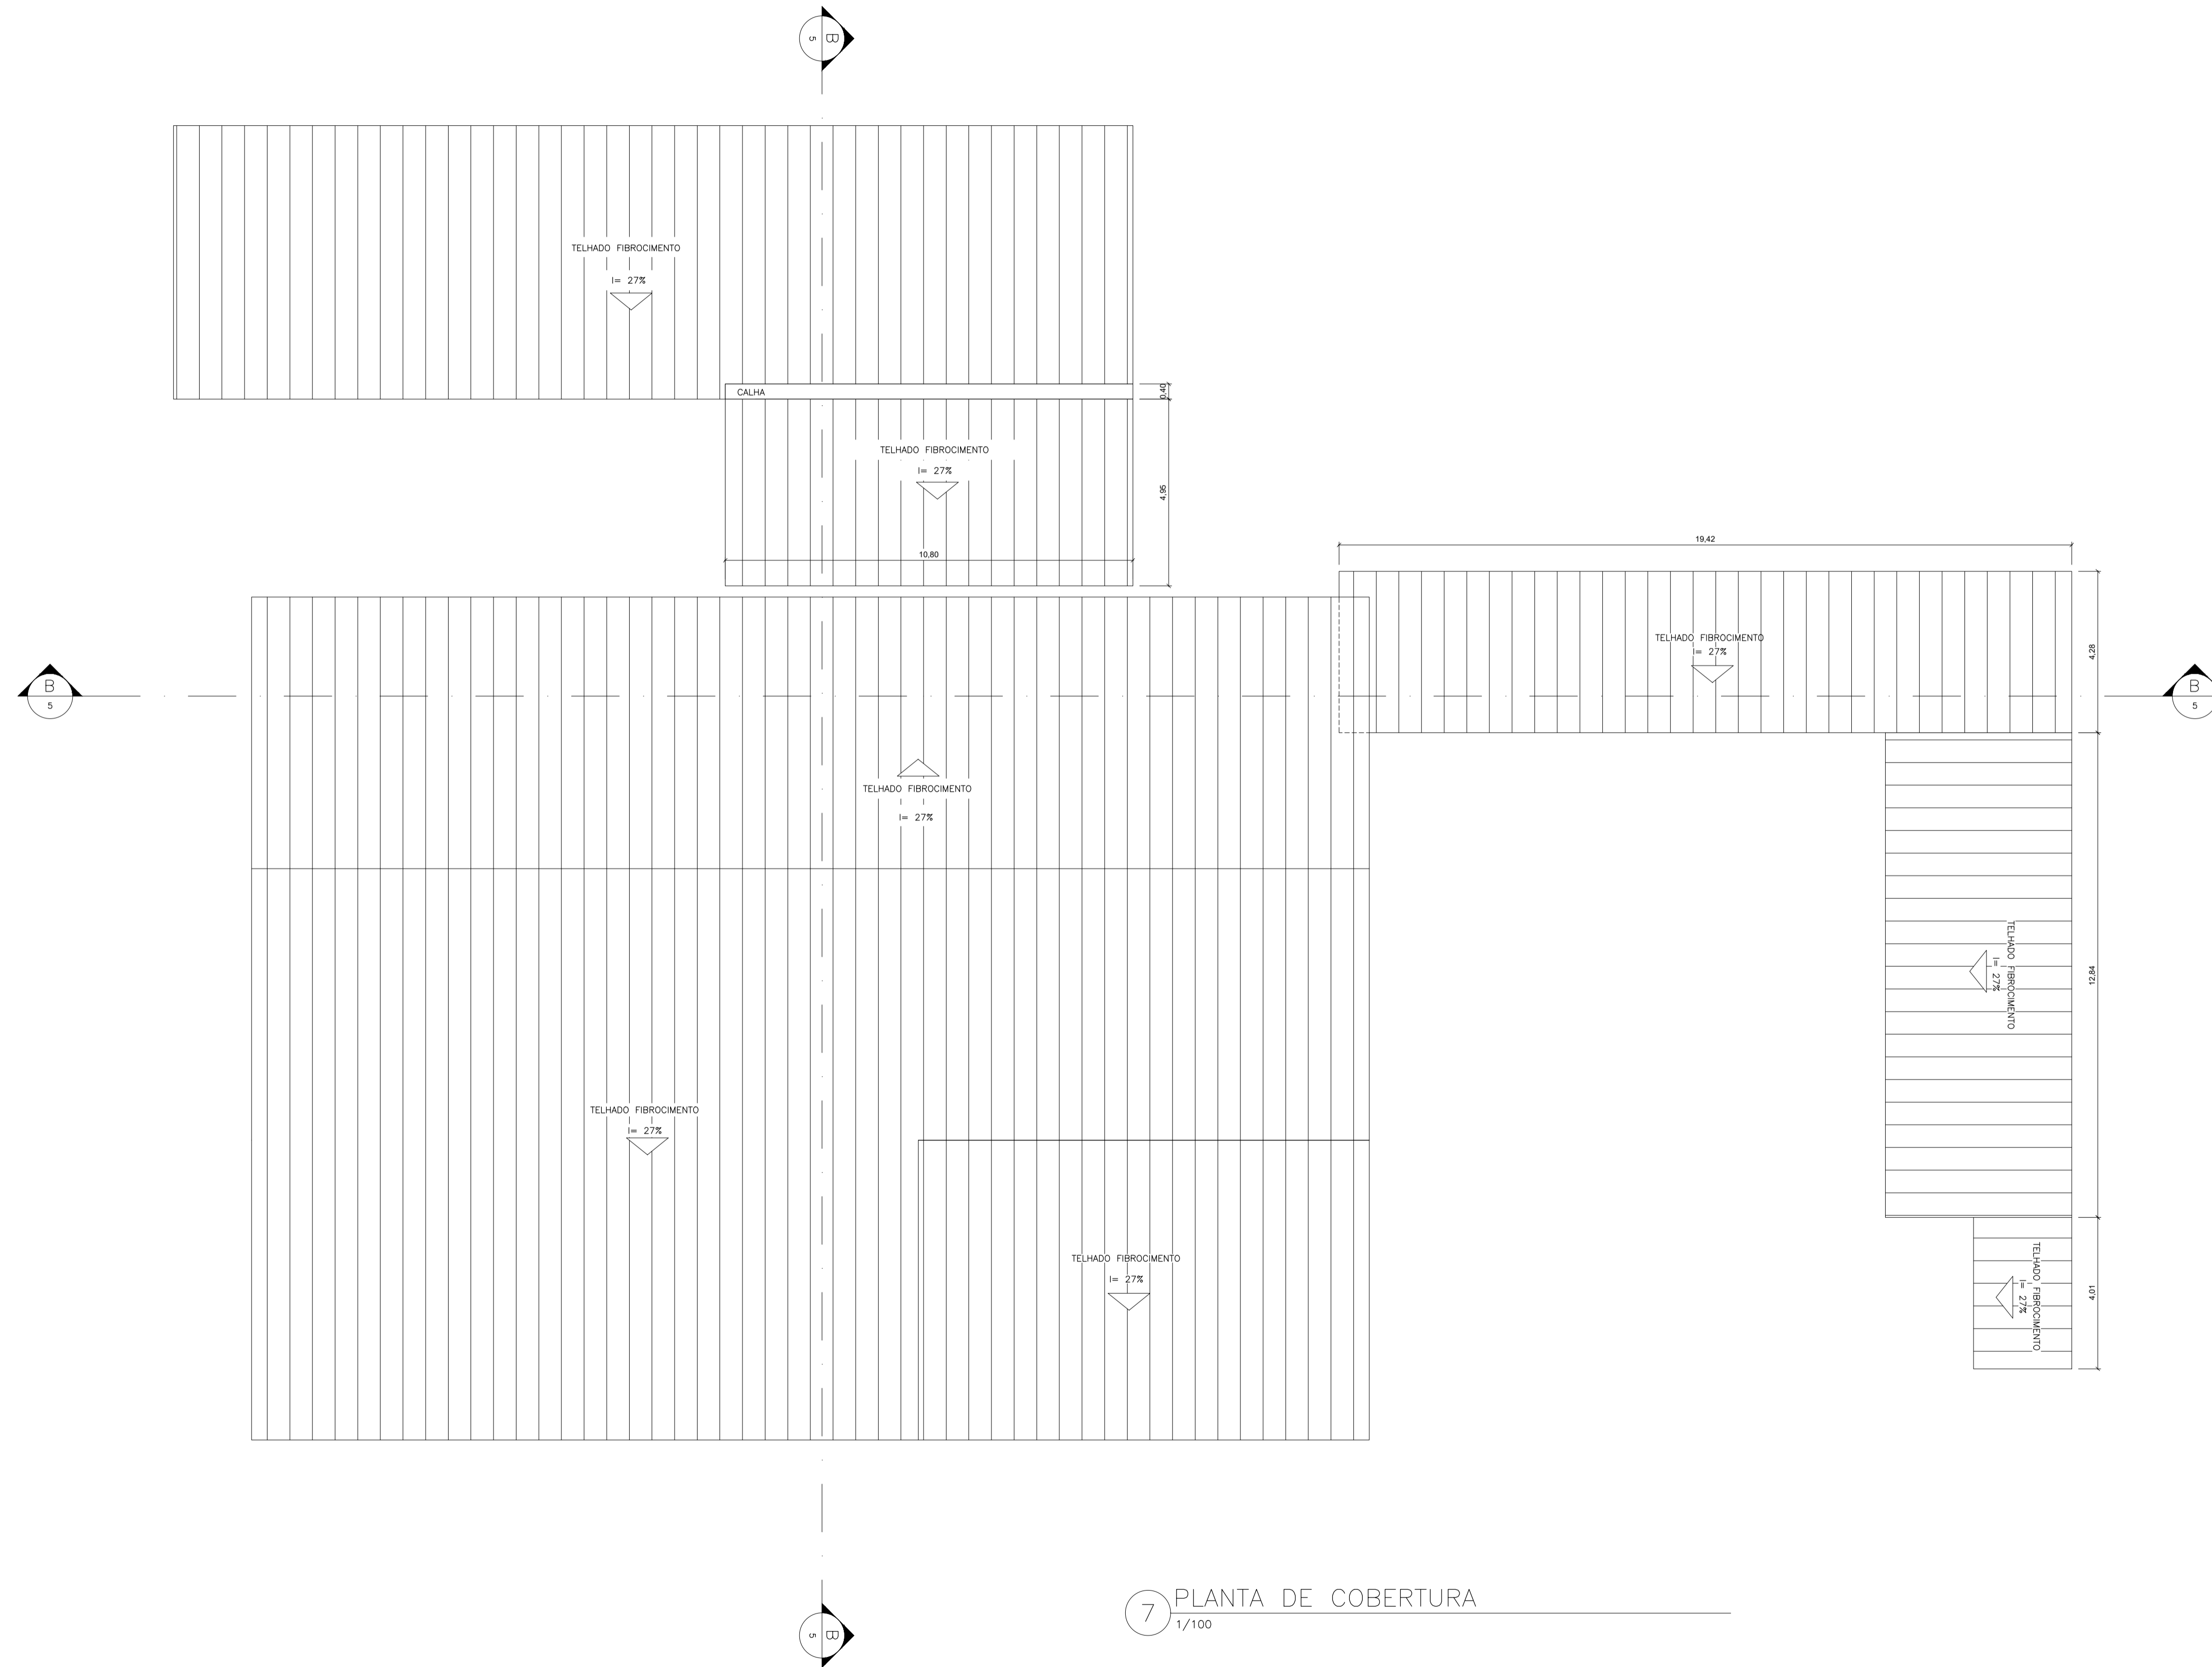 B
5
TELHADO FIBROCIMENTO
I= 27%
CALHA
0,40
TELHADO FIBROCIMENTO
I= 27%
4,95
10,80
19,42
TELHADO FIBROCIMENTO
I= 27%
4,28
B
5
B
5
TELHADO FIBROCIMENTO
I= 27%
TELHADO FIBROCIMENTO
I= 27%
12,84
TELHADO FIBROCIMENTO
I= 27%
TELHADO FIBROCIMENTO
I= 27%
TELHADO FIBROCIMENTO
I= 27%
4,01
7
PLANTA DE COBERTURA
1/100
B
5